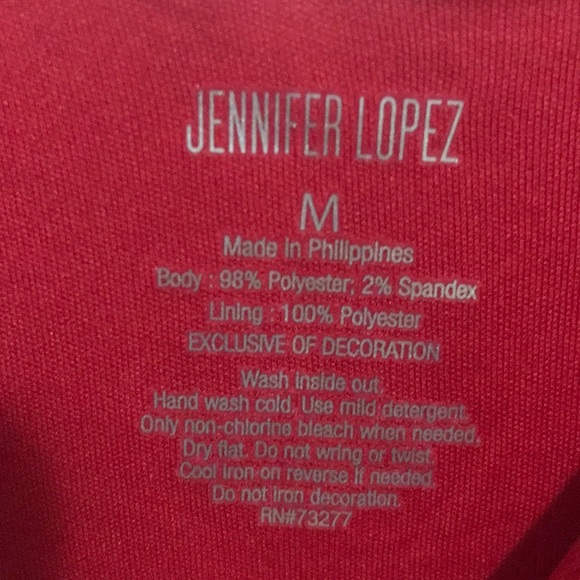 JENNIFER LOPEZ
M
Made in Philippines
Body : 98% Polyester; 2% Spandex
Lining : 100% Polyester
EXCLUSIVE OF DECORATION
Wash inside out.
Hand wash cold. Use mild detergent.
Only non-chlorine bleach when needed.
Dry flat. Do not wring or twist.
Cool iron on reverse if needed.
Do not iron decoration.
RN#73277